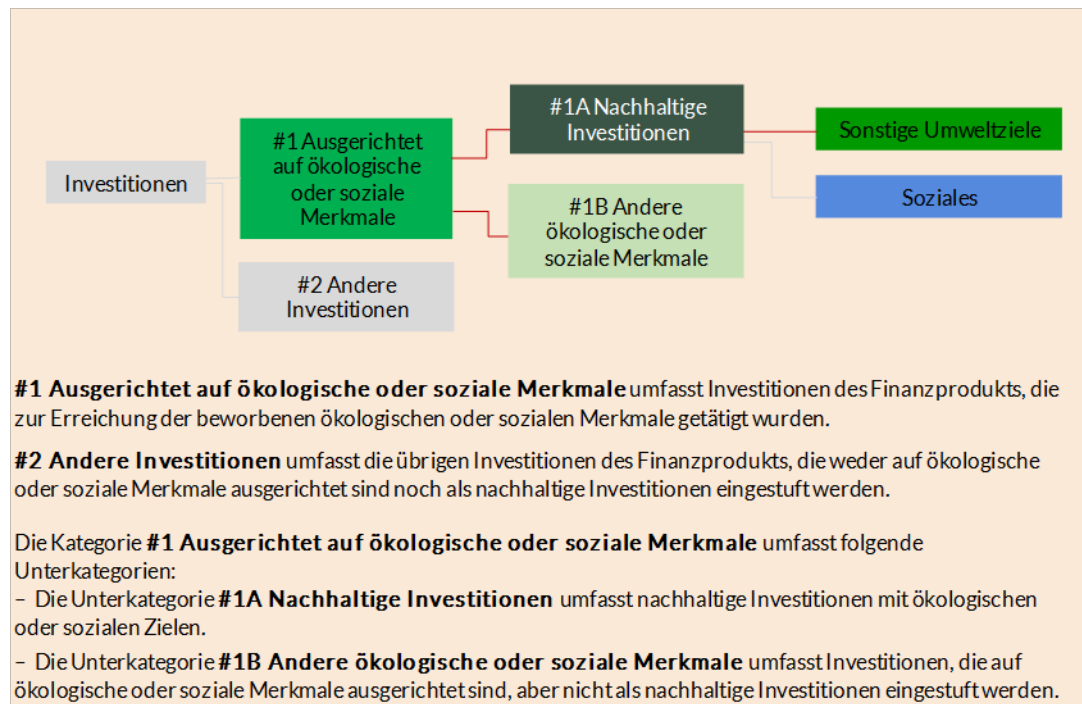 #1A Nachhaltige
Investitionen
Sonstige Umweltziele
#1 Ausgerichtet
auf ökologische
oder soziale
Merkmale
Investitionen
Soziales
#1B Andere
ökologische oder
soziale Merkmale
#2 Andere
Investitionen
#1 Ausgerichtet auf ökologische oder soziale Merkmale umfasst Investitionen des Finanzprodukts, die
zur Erreichung der beworbenen ökologischen oder sozialen Merkmale getätigt wurden.
#2 Andere Investitionen umfasst die übrigen Investitionen des Finanzprodukts, die weder auf ökologische
oder soziale Merkmale ausgerichtet sind noch als nachhaltige Investitionen eingestuft werden.
Die Kategorie #1 Ausgerichtet auf ökologische oder soziale Merkmale umfasst folgende
Unterkategorien:
– Die Unterkategorie #1A Nachhaltige Investitionen umfasst nachhaltige Investitionen mit ökologischen
oder sozialen Zielen.
– Die Unterkategorie #1B Andere ökologische oder soziale Merkmale umfasst Investitionen, die auf
ökologische oder soziale Merkmale ausgerichtet sind, aber nicht als nachhaltige Investitionen eingestuft werden.